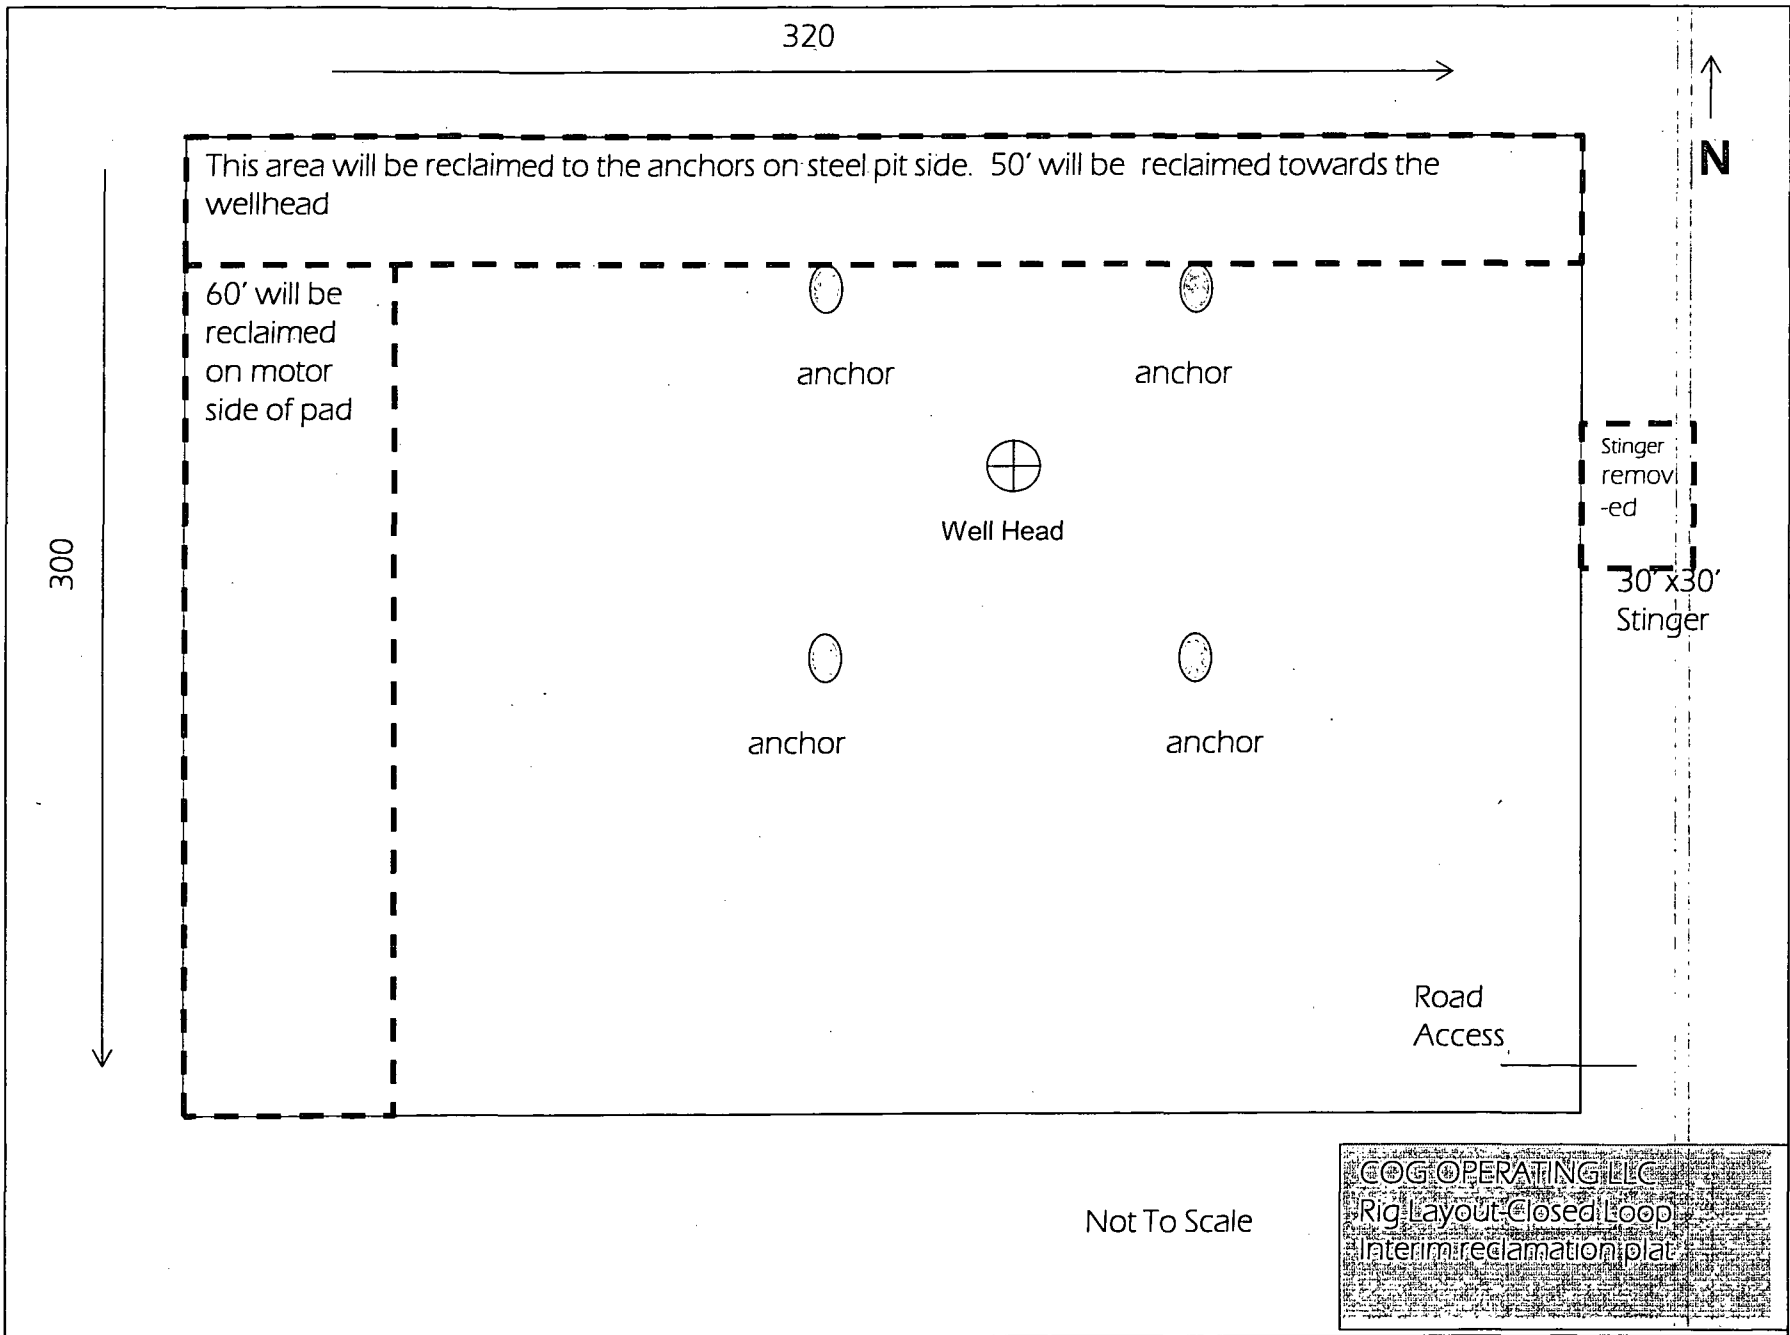 320
N
This area will be reclaimed to the anchors on steel pit side. 50' will be reclaimed towards the
wellhead
60' will be
reclaimed
on motor
side of pad
anchor
anchor
Stinger
remov
-ed
Well Head
300
30' x30'
Stinger
anchor
anchor
Road
Access
Not To Scale
COG OPERATING LLC
Rig Layout-Closed Loop
Interim reclamation plat